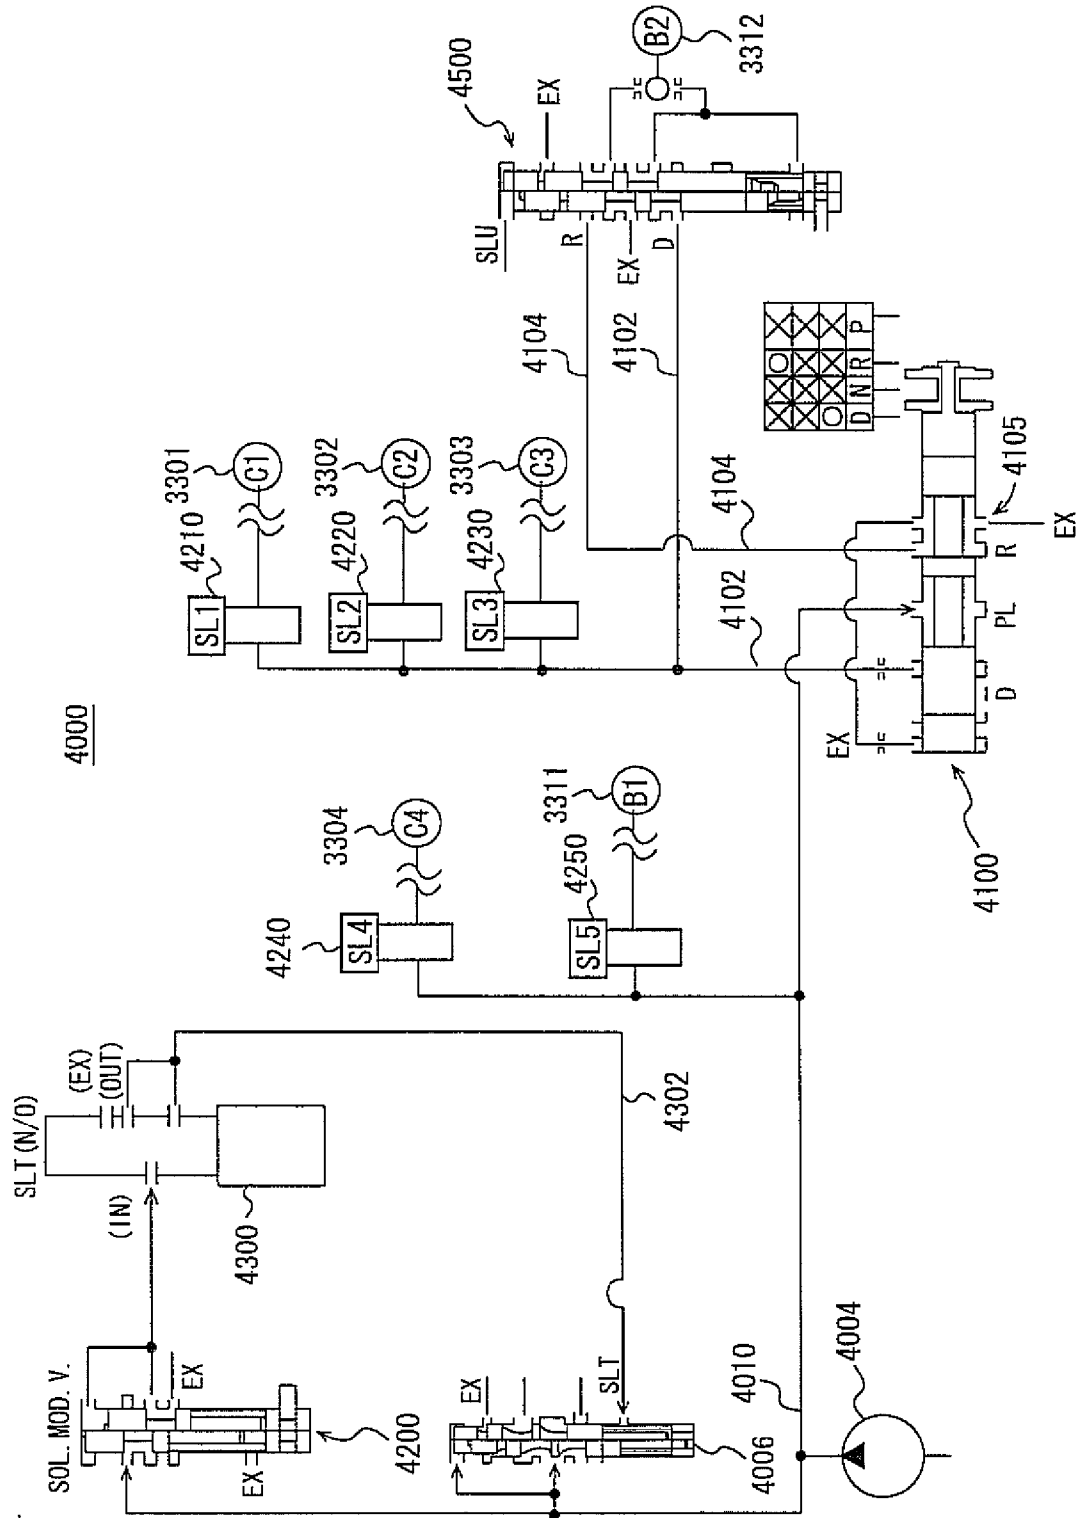 4000
SLT(N/O)
(EX)
(OUT)
(IN)
4300
4302
SOL. MOD. V.
EX
EX
4200
EX
SLT
4006
4010
4004
3304
C4
SL4
4240
3311
B1
SL5
4250
3301
C1
4210
SL1
3302
C2
4220
SL2
3303
C3
4230
SL3
4104
4102
4104
4102
4500
EX
B2
3312
SLU
R
EX
D
D N R P
4105
EX
R
PL
D
EX
4100